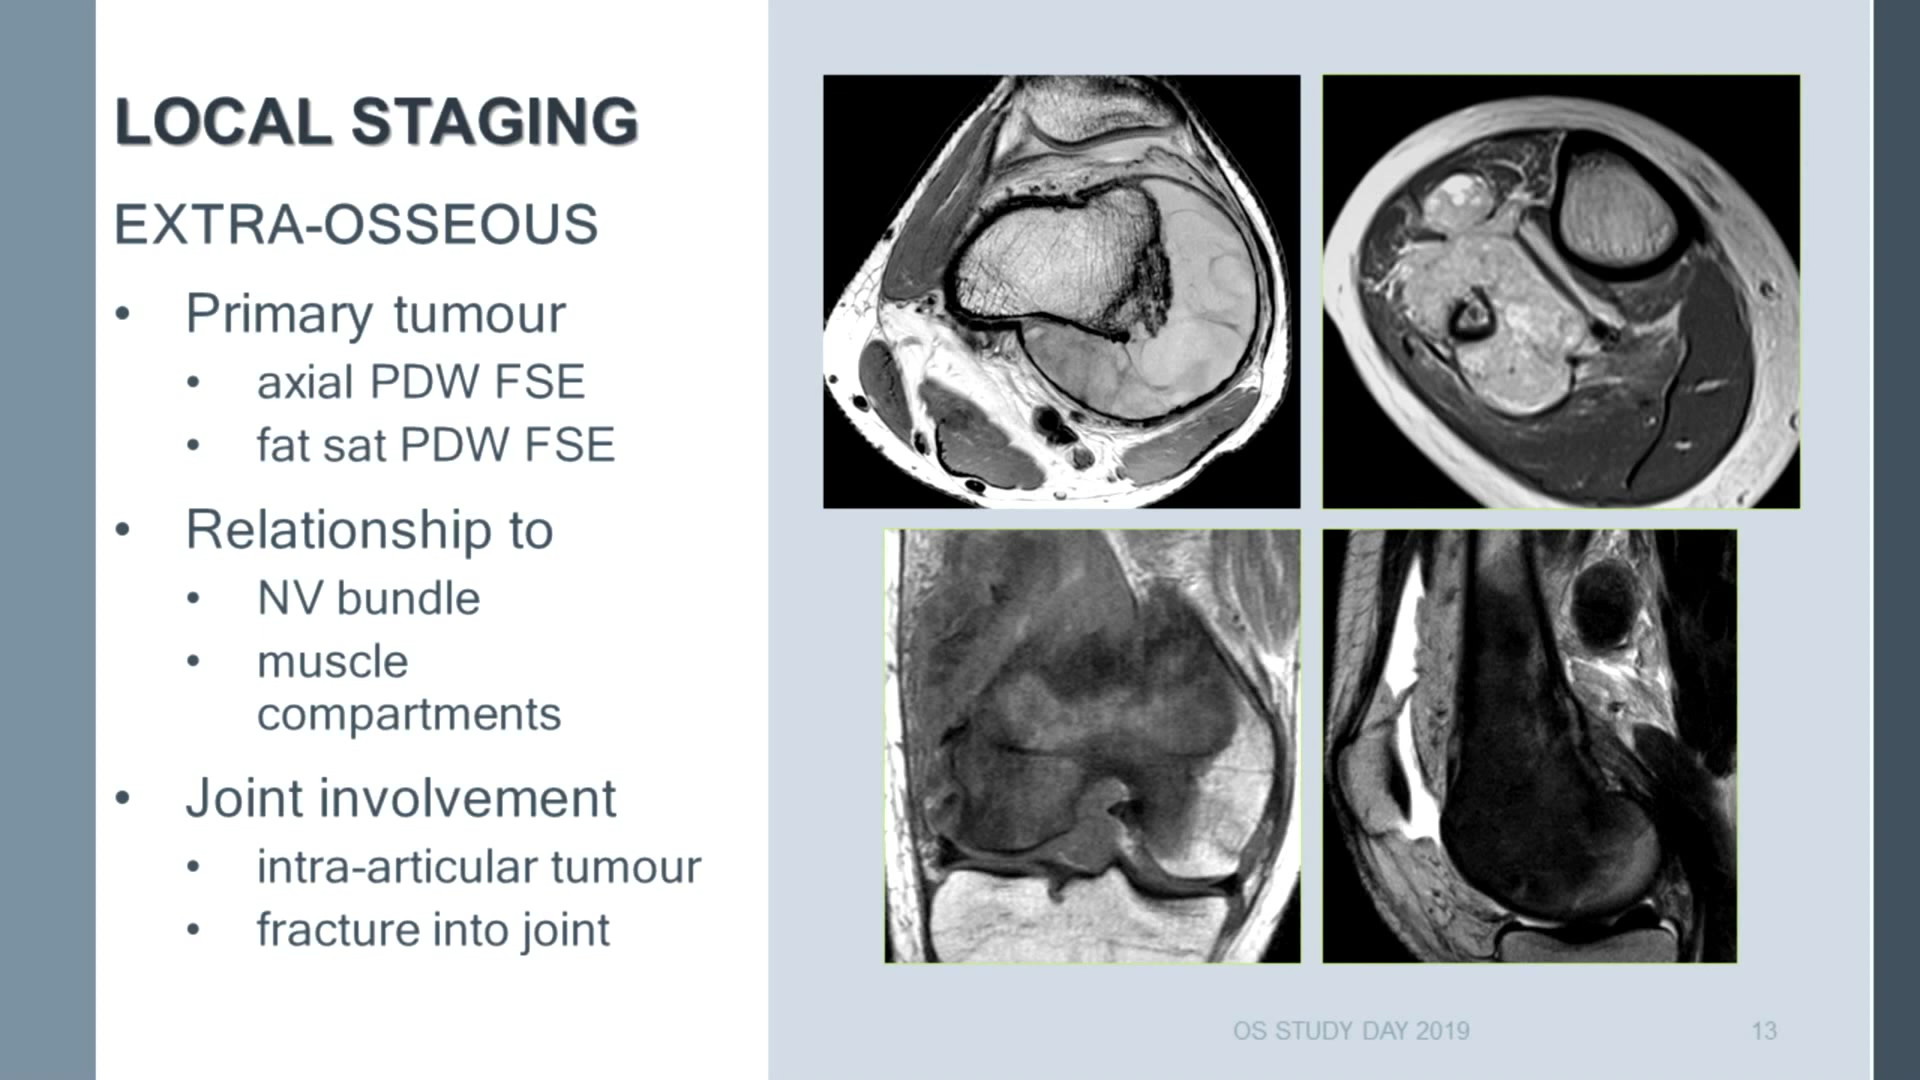 LOCAL STAGING
EXTRA-OSSEOUS
• Primary tumour
• axial PDW FSE
• fat sat PDW FSE
• Relationship to
• NV bundle
• muscle
compartments
• Joint involvement
• intra-articular tumour
• fracture into joint
OS STUDY DAY 2019
13